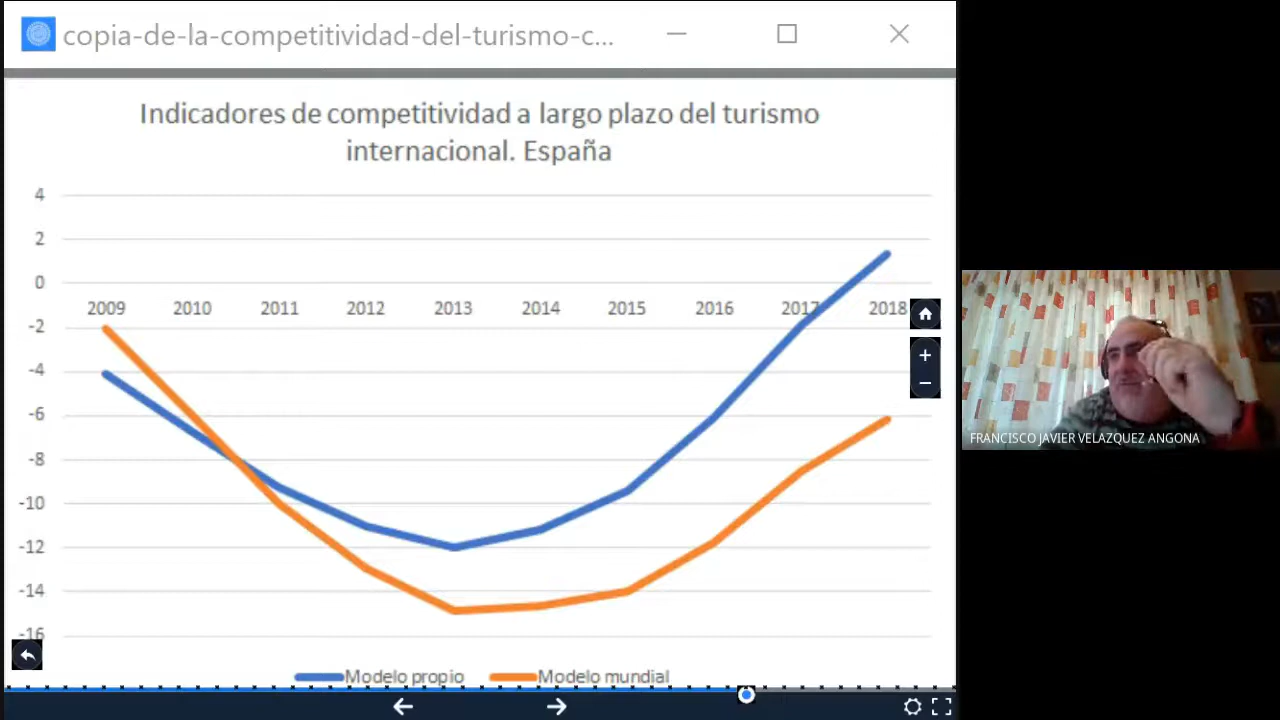 copia-de-la-competitividad-del-turismo-c...
Indicadores de competitividad a largo plazo del turismo
internacional. España
4
2
0
2009 2010 2011 2012 2013 2014 2015 2016 2017 2018
-2
-4
-6
-8
-10
-12
-14
-16
Modelo propio Modelo mundial
FRANCISCO JAVIER VELAZQUEZ ANGONA